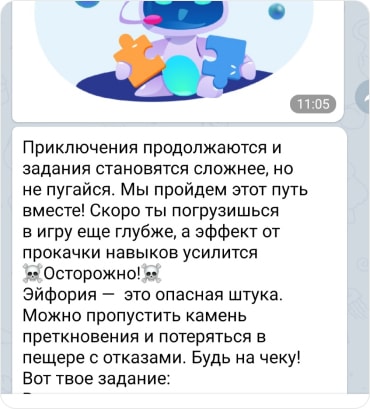 11:05
Приключения продолжаются и
задания становятся сложнее, но
не пугайся. Мы пройдем этот путь
вместе! Скоро ты погрузишься
в игру еще глубже, а эффект от
прокачки навыков усилится
☠️Осторожно!☠️
Эйфория — это опасная штука.
Можно пропустить камень
преткновения и потеряться в
пещере с отказами. Будь на чеку!
Вот твое задание: